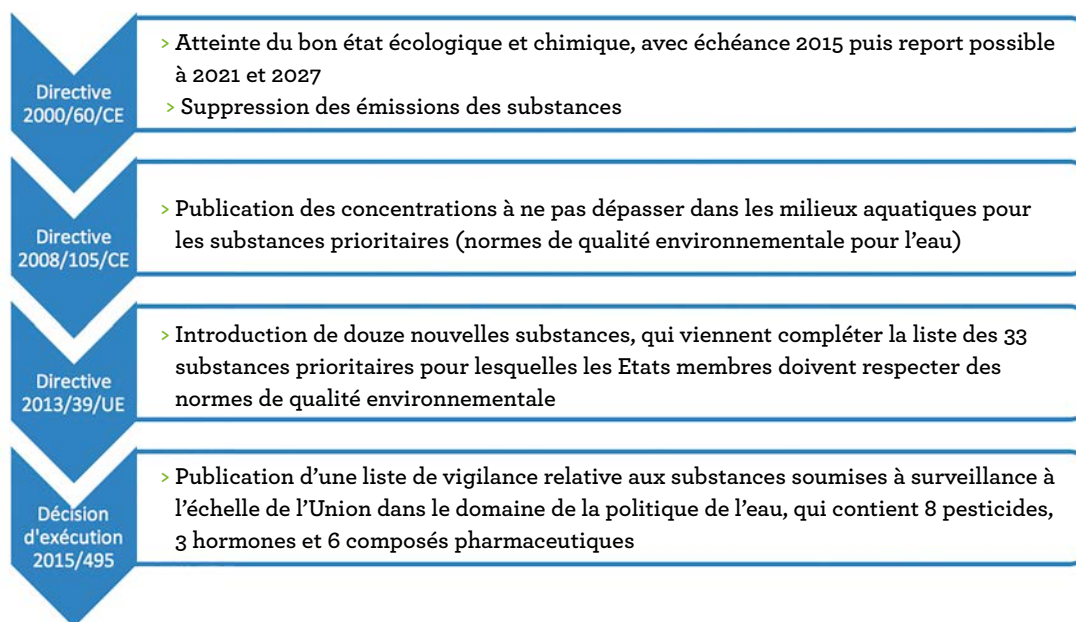 Directive
2000/60/CE
> Atteinte du bon état écologique et chimique, avec échéance 2015 puis report possible
à 2021 et 2027
> Suppression des émissions des substances
Directive
2008/105/CE
> Publication des concentrations à ne pas dépasser dans les milieux aquatiques pour
les substances prioritaires (normes de qualité environnementale pour l'eau)
Directive
2013/39/UE
> Introduction de douze nouvelles substances, qui viennent compléter la liste des 33
substances prioritaires pour lesquelles les Etats membres doivent respecter des
normes de qualité environnementale
Décision
d'exécution
2015/495
> Publication d'une liste de vigilance relative aux substances soumises à surveillance à
l'échelle de l'Union dans le domaine de la politique de l'eau, qui contient 8 pesticides,
3 hormones et 6 composés pharmaceutiques